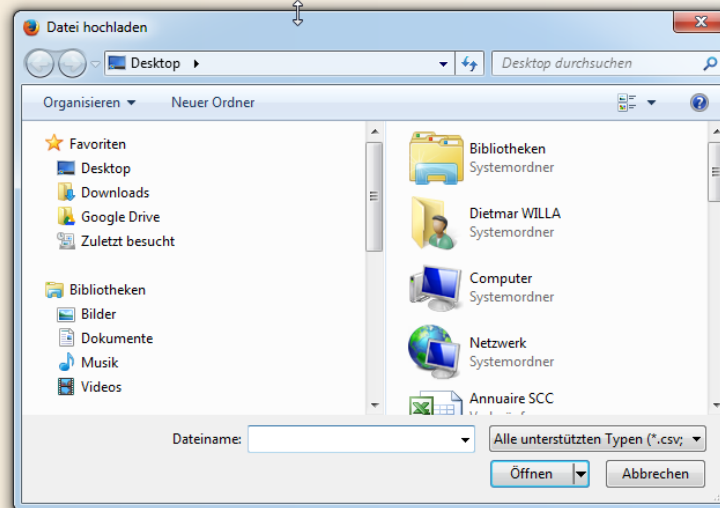 Datei hochladen
Desktop
Desktop durchsuchen
Organisieren
Neuer Ordner
Favoriten
Desktop
Downloads
Google Drive
Zuletzt besucht
Bibliotheken
Bilder
Dokumente
Musik
Videos
Bibliotheken
Systemordner
Dietmar WILLA
Systemordner
Computer
Systemordner
Netzwerk
Systemordner
Annuaire SCC
Dateiname:
Alle unterstützten Typen (*.csv;
Öffnen
Abbrechen